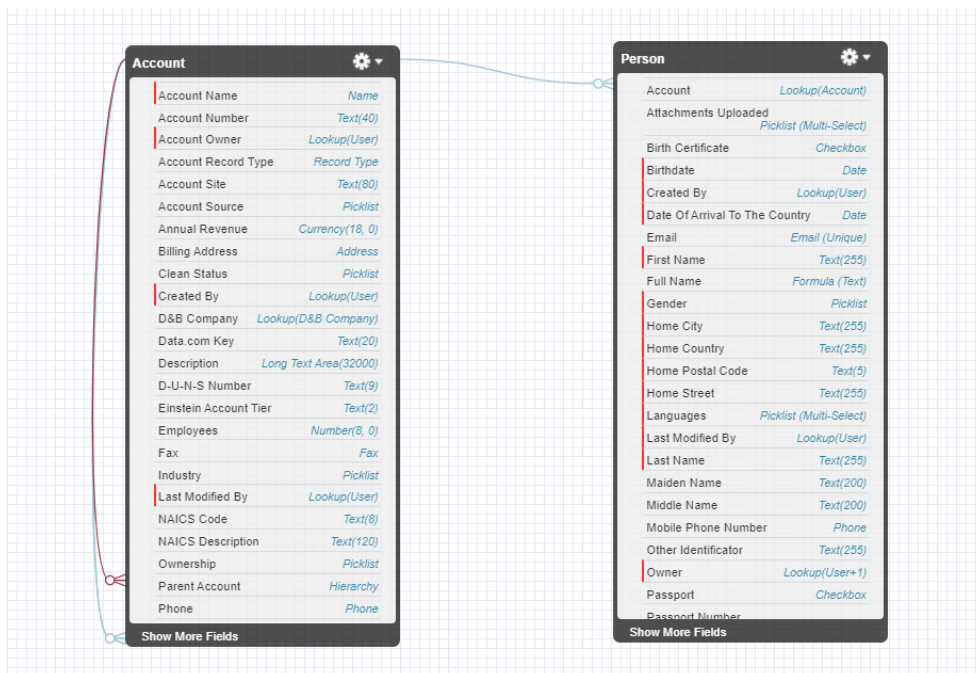 Account
Account Name Name
Account Number Text(40)
Account Owner Lookup(User)
Account Record Type Record Type
Account Site Text(80)
Account Source Picklist
Annual Revenue Currency(18, 0)
Billing Address Address
Clean Status Picklist
Created By Lookup(User)
D&B Company Lookup(D&B Company)
Data.com Key Text(20)
Description Long Text Area(32000)
D-U-N-S Number Text(9)
Einstein Account Tier Text(2)
Employees Number(8, 0)
Fax Fax
Industry Picklist
Last Modified By Lookup(User)
NAICS Code Text(8)
NAICS Description Text(120)
Ownership Picklist
Parent Account Hierarchy
Phone Phone
Show More Fields
Person
Account Lookup(Account)
Attachments Uploaded
Picklist (Multi-Select)
Birth Certificate Checkbox
Birthdate Date
Created By Lookup(User)
Date Of Arrival To The Country Date
Email Email (Unique)
First Name Text(255)
Full Name Formula (Text)
Gender Picklist
Home City Text(255)
Home Country Text(255)
Home Postal Code Text(5)
Home Street Text(255)
Languages Picklist (Multi-Select)
Last Modified By Lookup(User)
Last Name Text(255)
Maiden Name Text(200)
Middle Name Text(200)
Mobile Phone Number Phone
Other Identificator Text(255)
Owner Lookup(User+1)
Passport Checkbox
Passport Number
Show More Fields